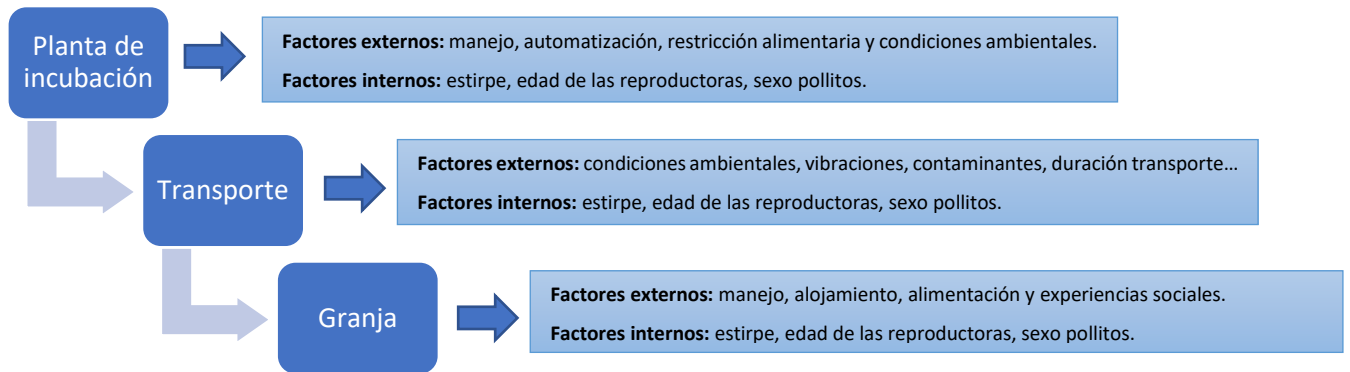 Planta de
incubación
Factores externos: manejo, automatización, restricción alimentaria y condiciones ambientales.
Factores internos: estirpe, edad de las reproductoras, sexo pollitos.
Transporte
Factores externos: condiciones ambientales, vibraciones, contaminantes, duración transporte…
Factores internos: estirpe, edad de las reproductoras, sexo pollitos.
Granja
Factores externos: manejo, alojamiento, alimentación y experiencias sociales.
Factores internos: estirpe, edad de las reproductoras, sexo pollitos.